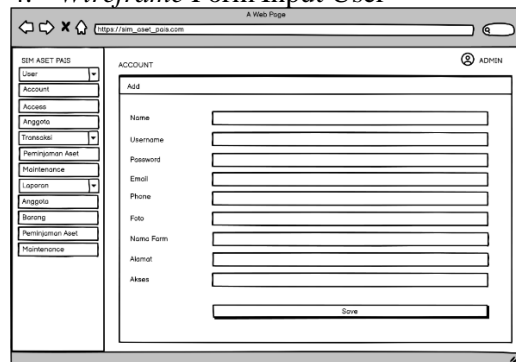 4. Wireframe Form Input User
A Web Page
https://sim_aset_pais.com
SIM ASET PAIS
User
Account
Access
Anggota
Transaksi
Peminjaman Aset
Maintenance
Laporan
Anggota
Barang
Peminjaman Aset
Maintenance
ACCOUNT
ADMIN
Add
Name
Username
Password
Email
Phone
Foto
Nama Farm
Alamat
Akses
Save